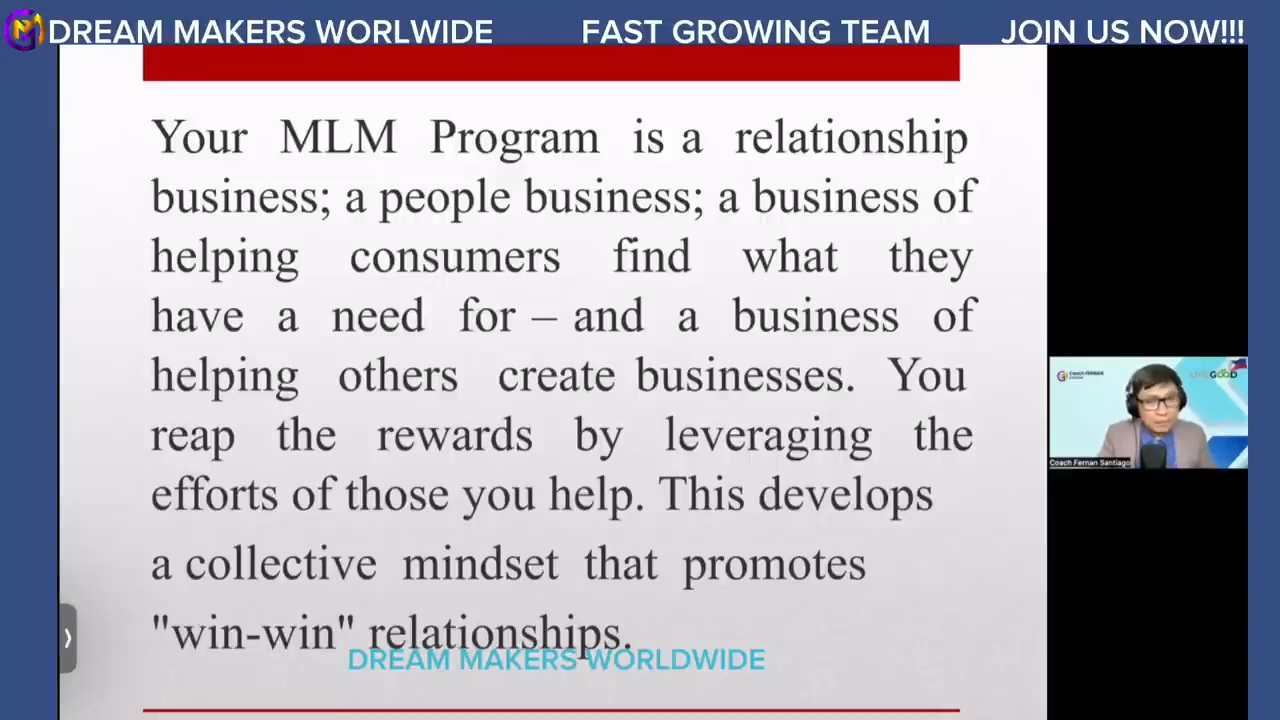 DREAM MAKERS WORLWIDE FAST GROWING TEAM JOIN US NOW!!!
Your MLM Program is a relationship
business; a people business; a business of
helping consumers find what they
have a need for – and a business of
helping others create businesses. You
reap the rewards by leveraging the
efforts of those you help. This develops
a collective mindset that promotes
"win-win" relationships.
DREAM MAKERS WORLDWIDE
Coach FERNAN
GOOD
Coach Fernan Santiago